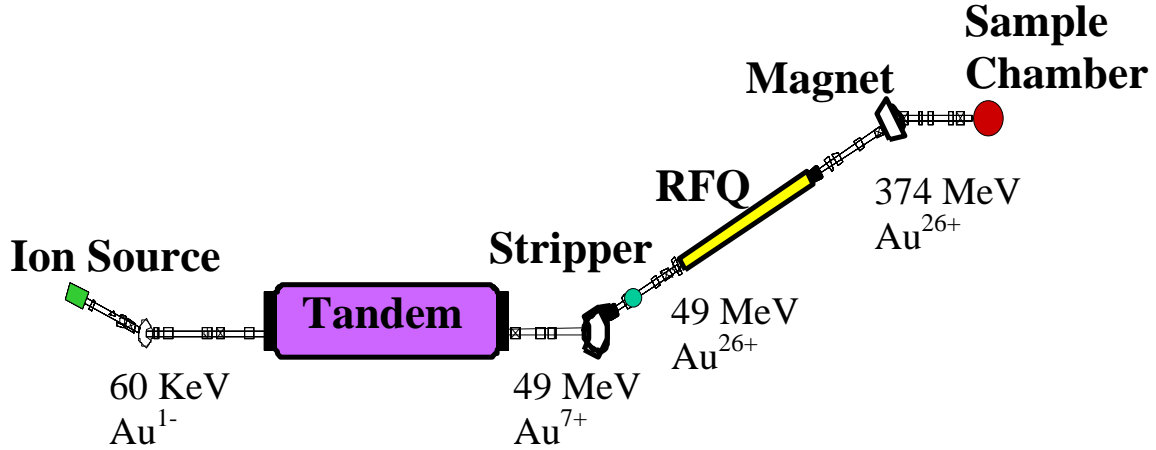 Sample
Chamber
Magnet
RFQ
374 MeV
Au26+
Stripper
Ion Source
Tandem
49 MeV
Au26+
60 KeV
Au1-
49 MeV
Au7+